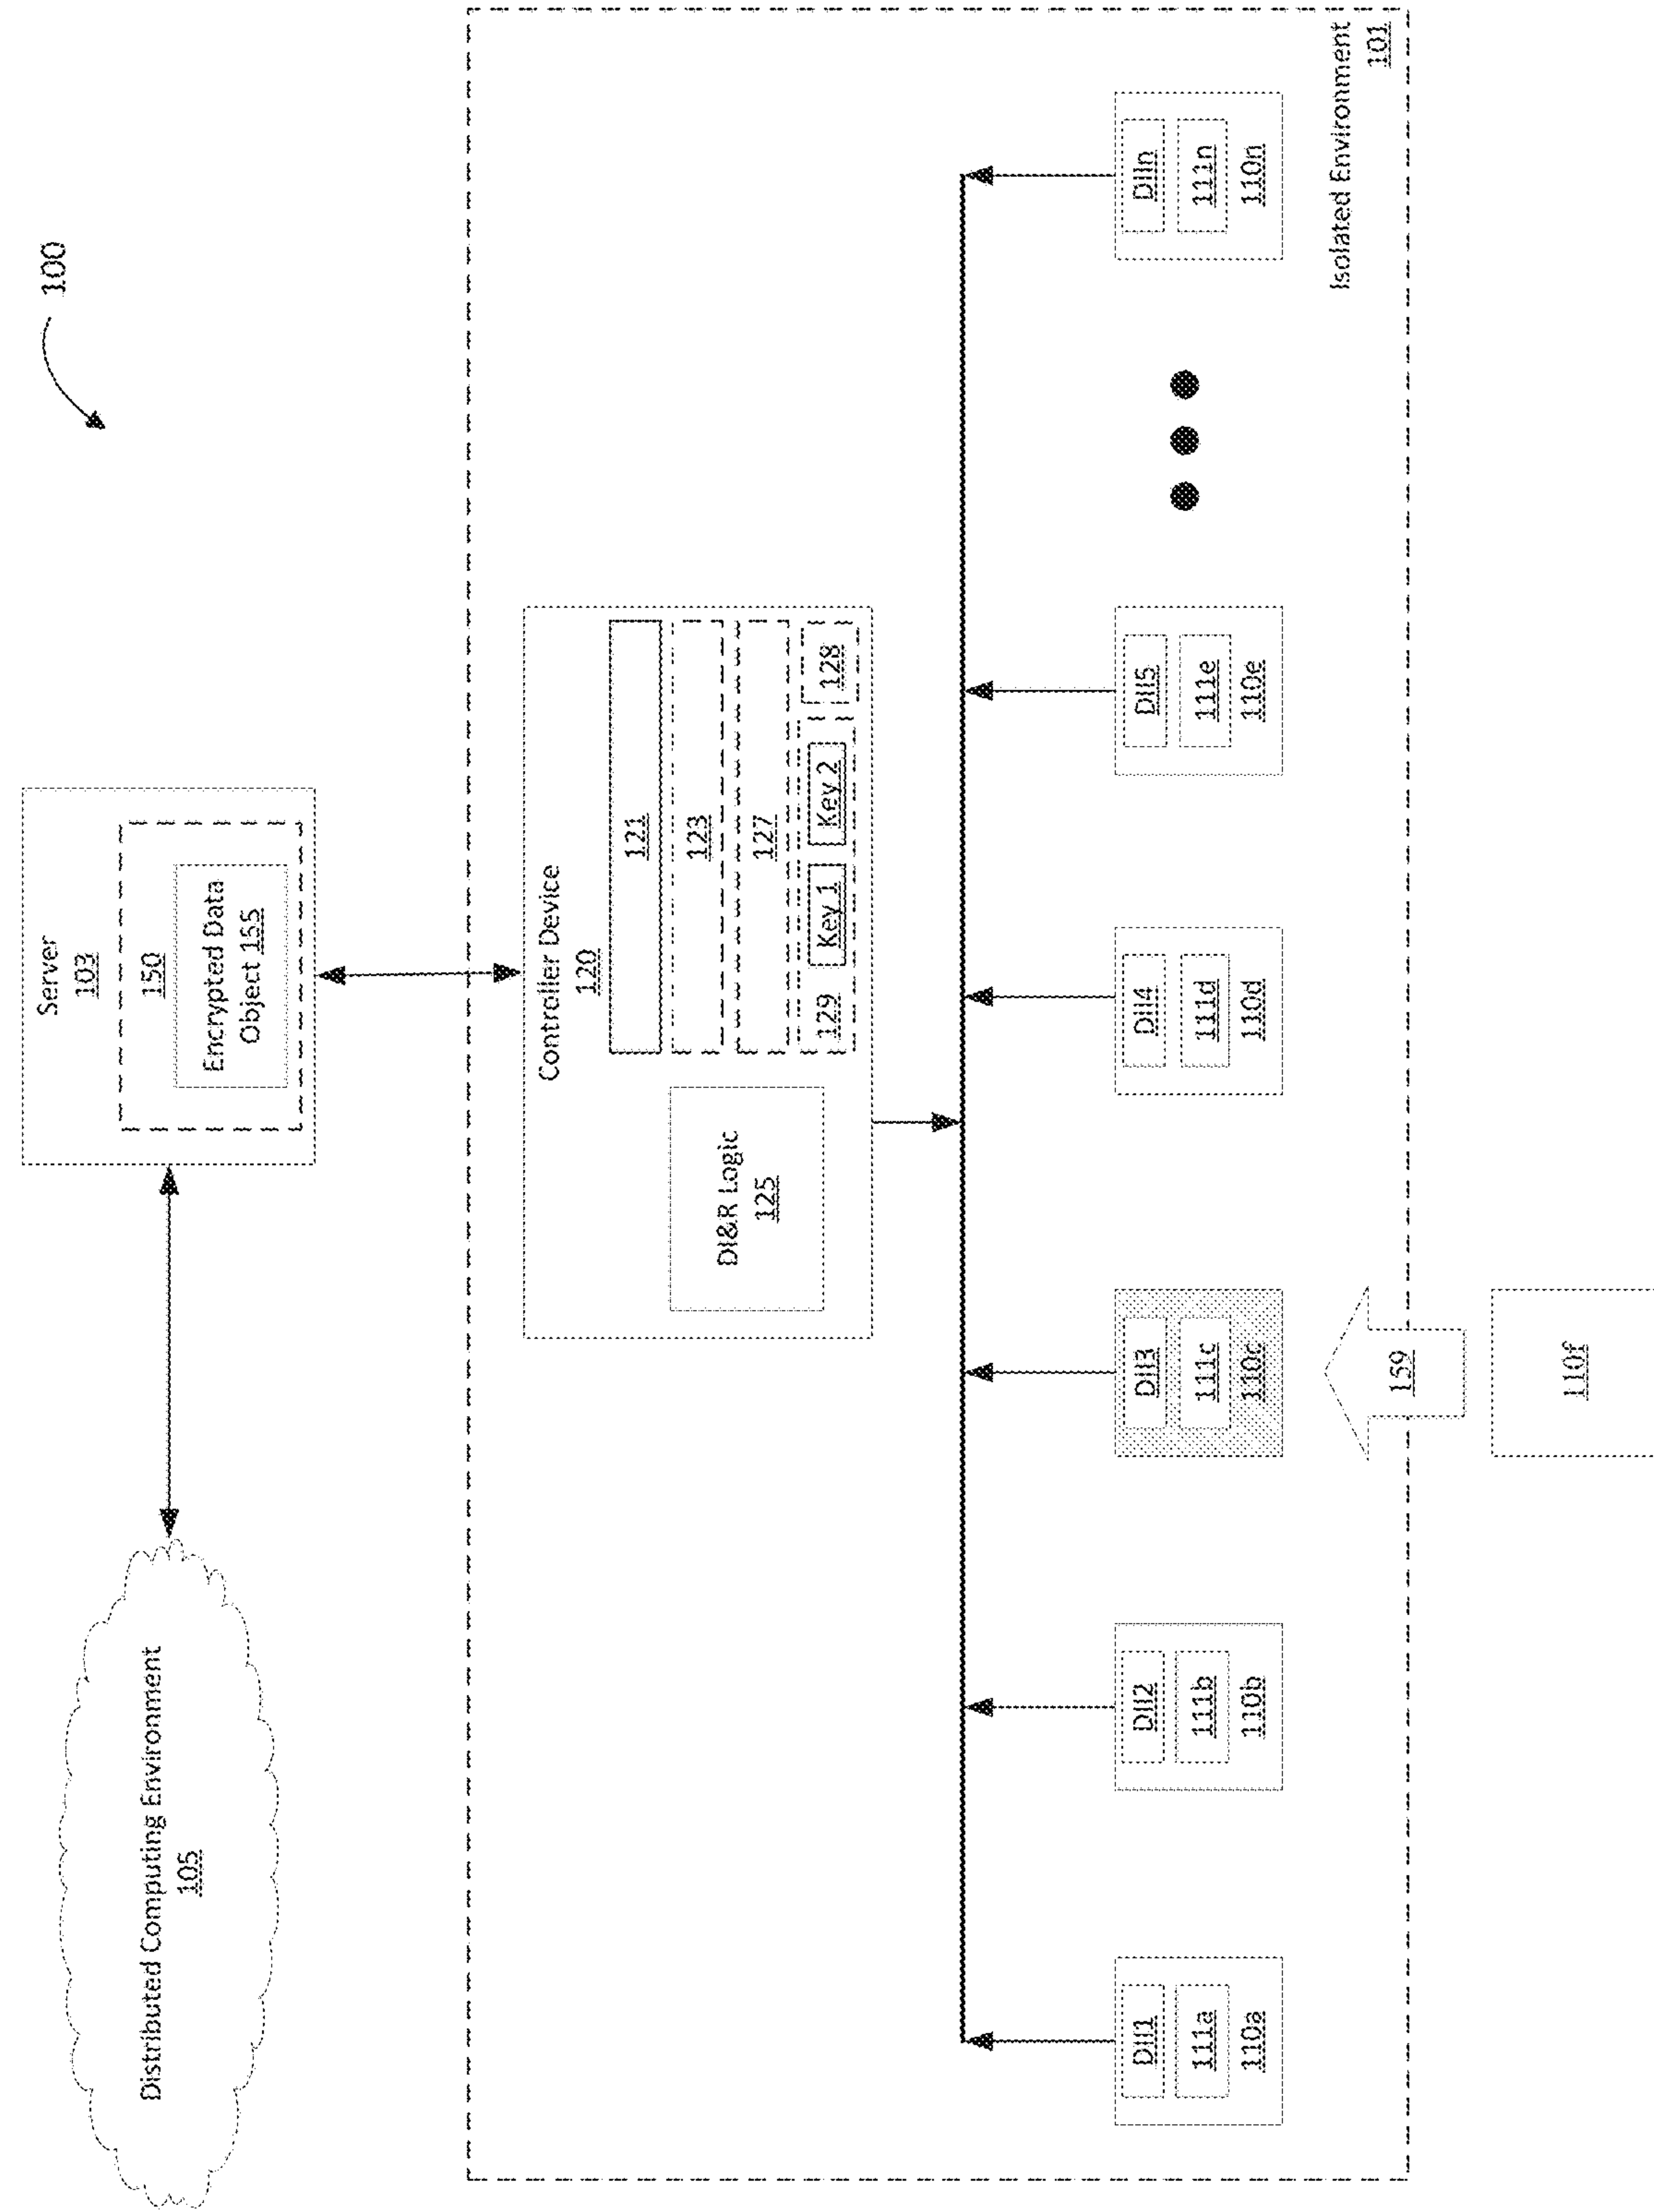 100
Distributed Computing Environment
105
Server
103
150
Encrypted Data
Object 155
Controller Device
120
DI&R Logic
125
121
123
127
129
Key 1
Key 2
128
DII1
111a
110a
DII2
111b
110b
DII3
111c
110c
DII4
111d
110d
DII5
111e
110e
DIIn
111n
110n
Isolated Environment
101
159
110f